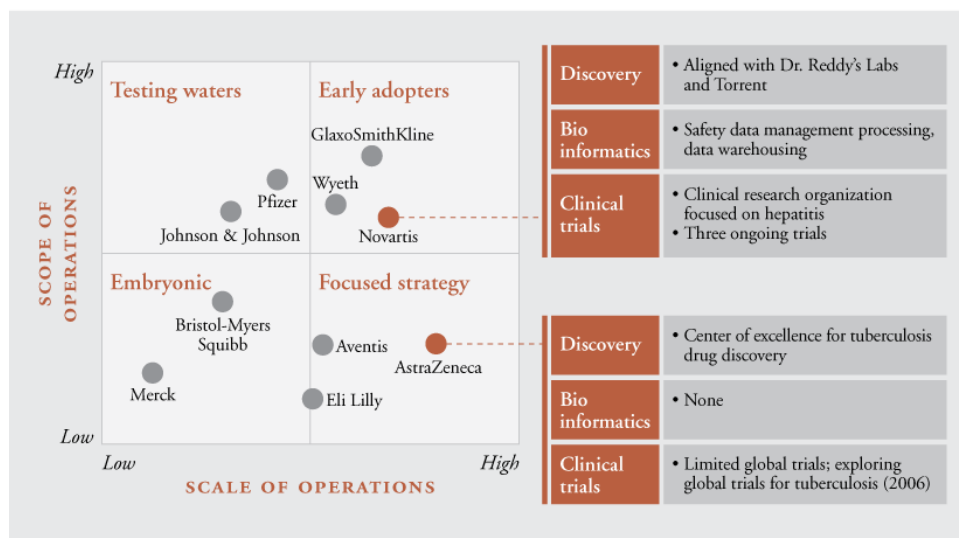 High
Testing waters
Early adopters
GlaxoSmithKline
Wyeth
Pfizer
Johnson & Johnson
Novartis
SCOPE OF
OPERATIONS
Embryonic
Focused strategy
Bristol-Myers
Squibb
Aventis
AstraZeneca
Merck
Eli Lilly
Low
Low
High
SCALE OF OPERATIONS
Discovery
• Aligned with Dr. Reddy’s Labs
and Torrent
Bio
informatics
• Safety data management processing,
data warehousing
Clinical
trials
• Clinical research organization
focused on hepatitis
• Three ongoing trials
Discovery
• Center of excellence for tuberculosis
drug discovery
Bio
informatics
• None
Clinical
trials
• Limited global trials; exploring
global trials for tuberculosis (2006)